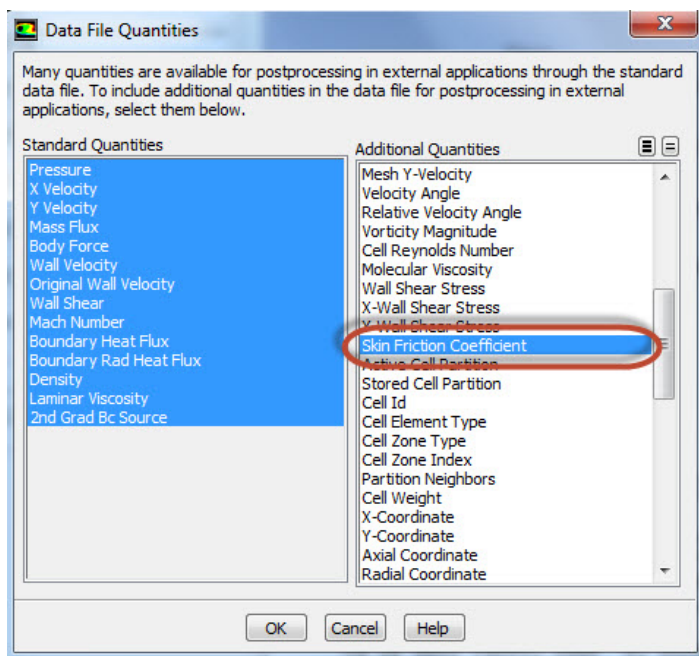 Data File Quantities
Many quantities are available for postprocessing in external applications through the standard
data file. To include additional quantities in the data file for postprocessing in external
applications, select them below.
Standard Quantities
Pressure
X Velocity
Y Velocity
Mass Flux
Body Force
Wall Velocity
Original Wall Velocity
Wall Shear
Mach Number
Boundary Heat Flux
Boundary Rad Heat Flux
Density
Laminar Viscosity
2nd Grad Bc Source
Additional Quantities
Mesh Y-Velocity
Velocity Angle
Relative Velocity Angle
Vorticity Magnitude
Cell Reynolds Number
Molecular Viscosity
Wall Shear Stress
X-Wall Shear Stress
Y-Wall Shear Stress
Skin Friction Coefficient
Active Cell Partition
Stored Cell Partition
Cell Id
Cell Element Type
Cell Zone Type
Cell Zone Index
Partition Neighbors
Cell Weight
X-Coordinate
Y-Coordinate
Axial Coordinate
Radial Coordinate
OK Cancel Help